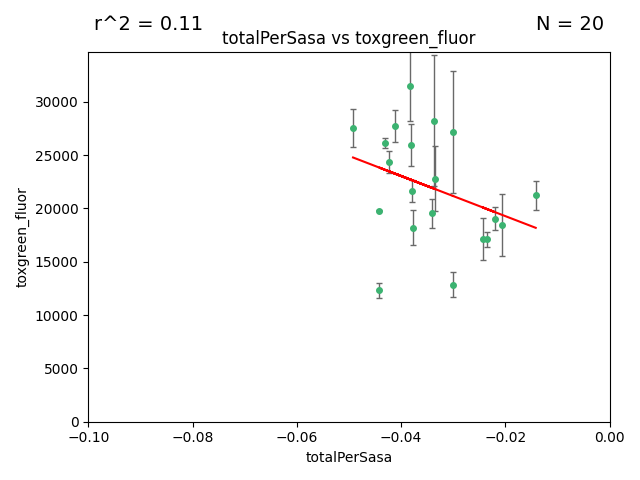 r^2 = 0.11
N = 20
totalPerSasa vs toxgreen_fluor
toxgreen_fluor
30000
25000
20000
15000
10000
5000
0
−0.10
−0.08
−0.06
−0.04
−0.02
0.00
totalPerSasa